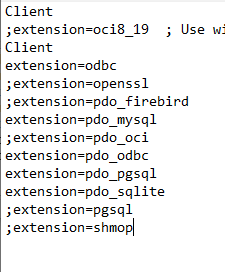 Client
;extension=oci8_19  ; Use wi
Client
extension=odbc
;extension=openssl
;extension=pdo_firebird
extension=pdo_mysql
;extension=pdo_oci
extension=pdo_odbc
extension=pdo_pgsql
extension=pdo_sqlite
;extension=pgsql
;extension=shmop